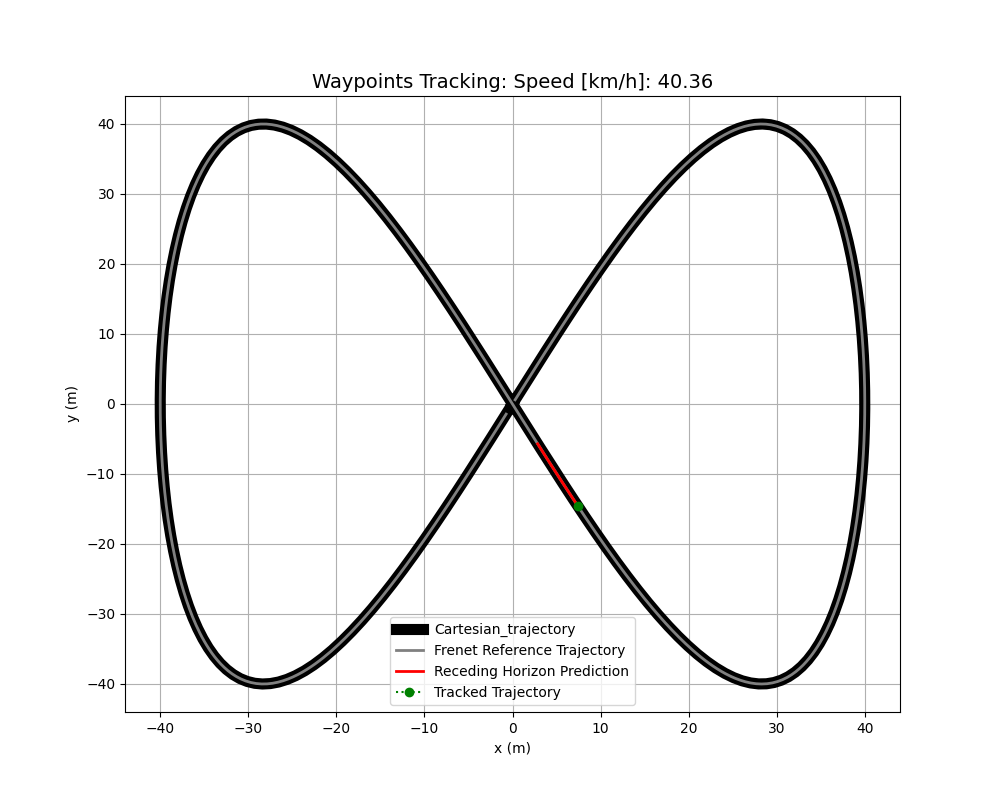 Waypoints Tracking: Speed [km/h]: 40.36
40
30
20
10
0
−10
−20
−30
−40
y (m)
Cartesian_trajectory
Frenet Reference Trajectory
Receding Horizon Prediction
Tracked Trajectory
−40 −30 −20 −10 0 10 20 30 40
x (m)